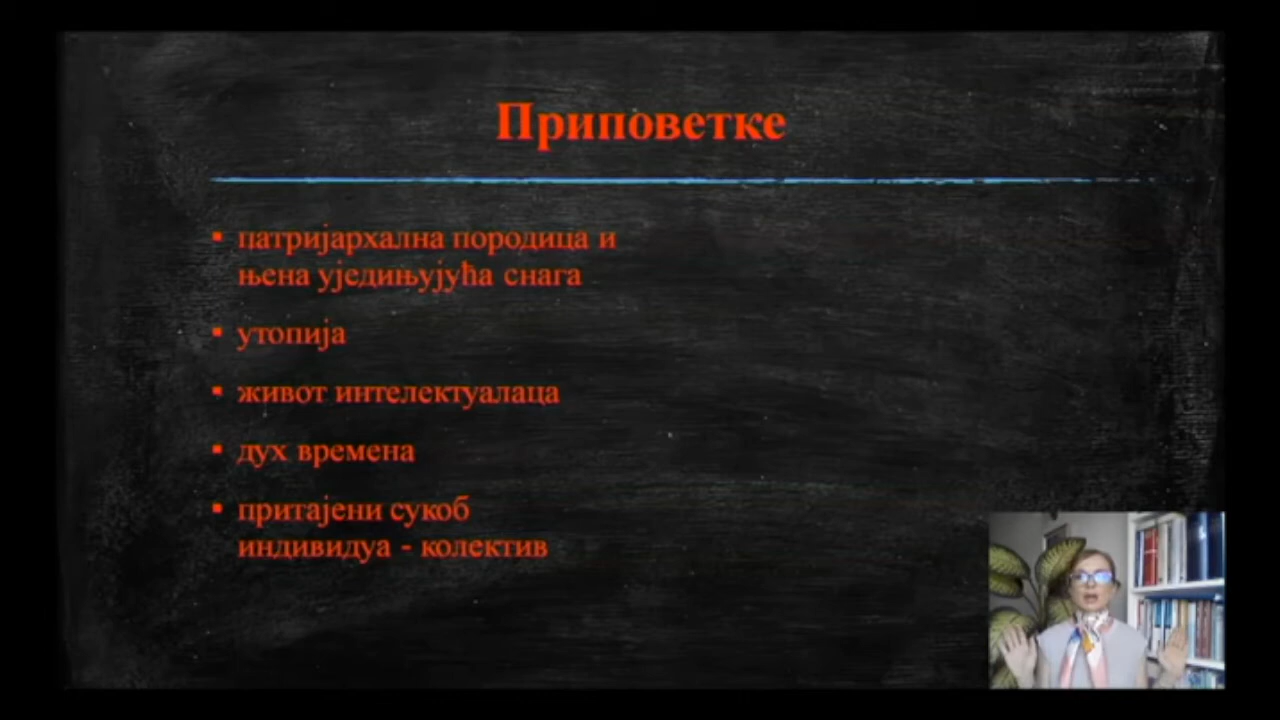 Приповетке
▪ патријархална породица и
њена уједињујућа снага
▪ утопија
▪ живот интелектуалаца
▪ дух времена
▪ притајени сукоб
индивидуа - колектив